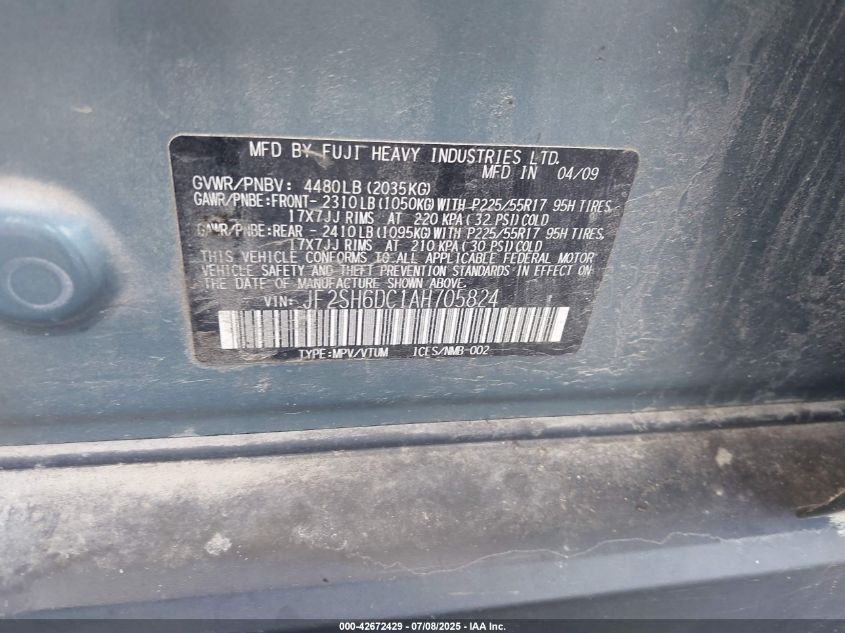 MFD BY FUJI HEAVY INDUSTRIES LTD.
MFD IN 04/09
GVWR/PNBV: 4480LB(2035KG)
GAWR/PNBE:FRONT- 2310LB(1050KG)WITH P225/55R17 95H TIRES,
17X7JJ RIMS AT 220 KPA(32 PSI)COLD
GAWR/PNBE:REAR - 2410LB(1095KG)WITH P225/55R17 95H TIRES,
17X7JJ RIMS AT 210 KPA(30 PSI)COLD
THIS VEHICLE CONFORMS TO ALL APPLICABLE FEDERAL MOTOR
VEHICLE SAFETY AND THEFT PREVENTION STANDARDS IN EFFECT ON
THE DATE OF MANUFACTURE SHOWN ABOVE.
VIN: JF2SH6DC1AH705824
TYPE:MPV/VTUM ICES/NMB-002
000-42672429 - 07/08/2025 - IAA Inc.